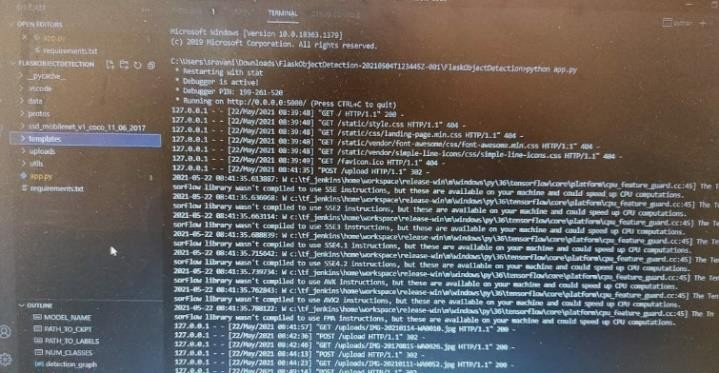 TERMINAL
OPEN EDITORS
app.py
requirements.txt
FLASKOBJECTDETECTION
_pycache_
.vscode
data
protos
ssd_mobilenet_v1_coco_11_06_2017
templates
uploads
utils
app.py
requirements.txt
OUTLINE
MODEL_NAME
PATH_TO_CKPT
PATH_TO_LABELS
NUM_CLASSES
detection_graph
Microsoft Windows [Version 10.0.18363.1379]
(c) 2019 Microsoft Corporation. All rights reserved.
C:\Users\sravani\Downloads\FlaskObjectDetection-20210504T123445Z-001\FlaskObjectDetection>python app.py
* Restarting with stat
* Debugger is active!
* Debugger PIN: 199-261-520
* Running on http://0.0.0.0:5000/ (Press CTRL+C to quit)
127.0.0.1 - - [22/May/2021 08:39:48] "GET / HTTP/1.1" 200 -
127.0.0.1 - - [22/May/2021 08:39:48] "GET /static/style.css HTTP/1.1" 404 -
127.0.0.1 - - [22/May/2021 08:39:48] "GET /static/css/landing-page.min.css HTTP/1.1" 404 -
127.0.0.1 - - [22/May/2021 08:39:48] "GET /static/vendor/font-awesome/css/font-awesome.min.css HTTP/1.1" 404 -
127.0.0.1 - - [22/May/2021 08:39:48] "GET /static/vendor/simple-line-icons/css/simple-line-icons.css HTTP/1.1" 404 -
127.0.0.1 - - [22/May/2021 08:39:49] "GET /favicon.ico HTTP/1.1" 404 -
127.0.0.1 - - [22/May/2021 08:41:35] "POST /upload HTTP/1.1" 302 -
2021-05-22 08:41:35.613887: W c:\tf_jenkins\home\workspace\release-win\m\windows\py\36\tensorflow\core\platform\cpu_feature_guard.cc:45] The Ten
sorFlow library wasn't compiled to use SSE instructions, but these are available on your machine and could speed up CPU computations.
2021-05-22 08:41:35.636968: W c:\tf_jenkins\home\workspace\release-win\m\windows\py\36\tensorflow\core\platform\cpu_feature_guard.cc:45] The Ten
sorFlow library wasn't compiled to use SSE2 instructions, but these are available on your machine and could speed up CPU computations.
2021-05-22 08:41:35.663114: W c:\tf_jenkins\home\workspace\release-win\m\windows\py\36\tensorflow\core\platform\cpu_feature_guard.cc:45] The Ten
sorFlow library wasn't compiled to use SSE3 instructions, but these are available on your machine and could speed up CPU computations.
2021-05-22 08:41:35.688839: W c:\tf_jenkins\home\workspace\release-win\m\windows\py\36\tensorflow\core\platform\cpu_feature_guard.cc:45] The Ten
sorFlow library wasn't compiled to use SSE4.1 instructions, but these are available on your machine and could speed up CPU computations.
2021-05-22 08:41:35.715042: W c:\tf_jenkins\home\workspace\release-win\m\windows\py\36\tensorflow\core\platform\cpu_feature_guard.cc:45] The Ten
sorFlow library wasn't compiled to use SSE4.2 instructions, but these are available on your machine and could speed up CPU computations.
2021-05-22 08:41:35.739734: W c:\tf_jenkins\home\workspace\release-win\m\windows\py\36\tensorflow\core\platform\cpu_feature_guard.cc:45] The Ten
sorFlow library wasn't compiled to use AVX instructions, but these are available on your machine and could speed up CPU computations.
2021-05-22 08:41:35.762843: W c:\tf_jenkins\home\workspace\release-win\m\windows\py\36\tensorflow\core\platform\cpu_feature_guard.cc:45] The Ten
sorFlow library wasn't compiled to use AVX2 instructions, but these are available on your machine and could speed up CPU computations.
2021-05-22 08:41:35.788122: W c:\tf_jenkins\home\workspace\release-win\m\windows\py\36\tensorflow\core\platform\cpu_feature_guard.cc:45] The Ten
sorFlow library wasn't compiled to use FMA instructions, but these are available on your machine and could speed up CPU computations.
127.0.0.1 - - [22/May/2021 08:41:57] "GET /uploads/IMG-20210114-WA0010.jpg HTTP/1.1" 200 -
127.0.0.1 - - [22/May/2021 08:42:36] "POST /upload HTTP/1.1" 302 -
127.0.0.1 - - [22/May/2021 08:42:48] "GET /uploads/IMG-20170815-WA0026.jpg HTTP/1.1" 200 -
127.0.0.1 - - [22/May/2021 08:44:13] "POST /upload HTTP/1.1" 302 -
127.0.0.1 - - [22/May/2021 08:44:23] "GET /uploads/IMG-20210111-WA0052.jpg HTTP/1.1" 200 -